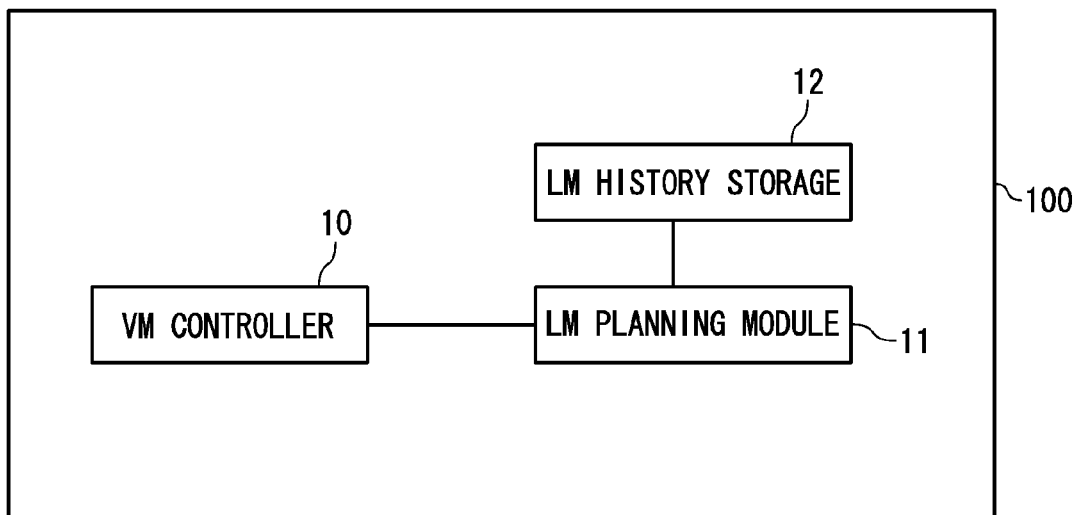 12
LM HISTORY STORAGE
100
10
VM CONTROLLER
LM PLANNING MODULE
11